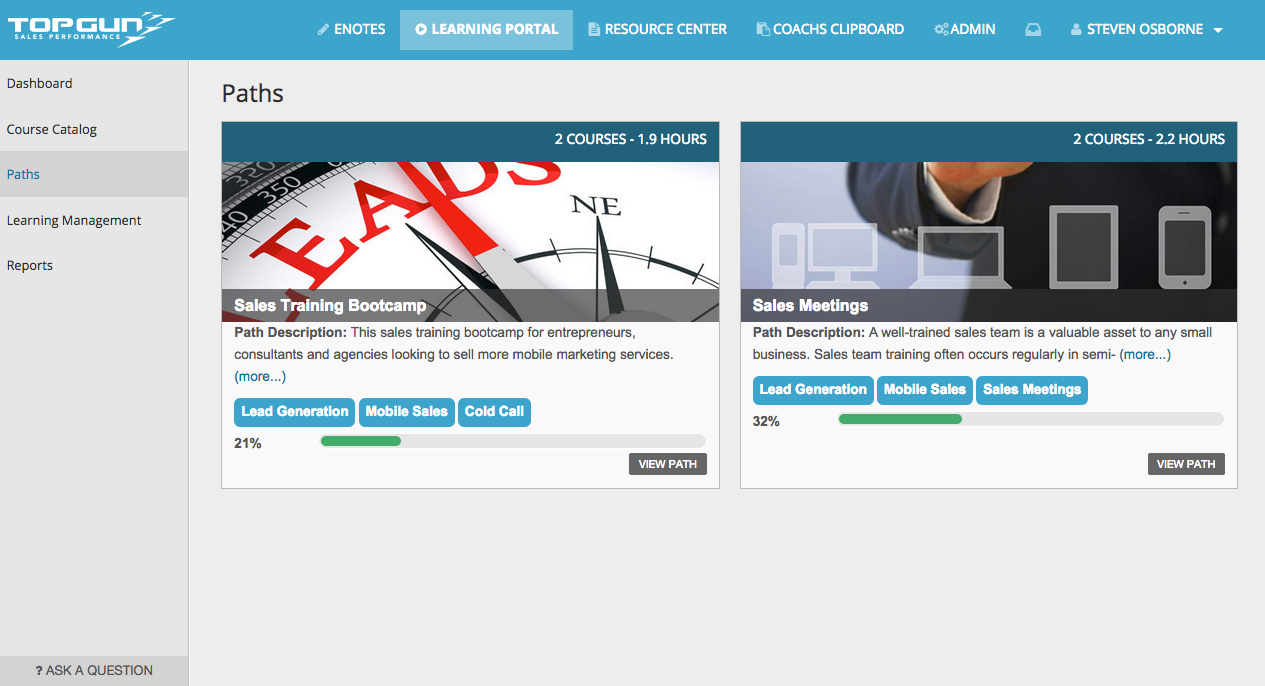 TOPGUN
SALES PERFORMANCE
ENOTES
LEARNING PORTAL
RESOURCE CENTER
COACHS CLIPBOARD
ADMIN
STEVEN OSBORNE
Dashboard
Course Catalog
Paths
Learning Management
Reports
? ASK A QUESTION
Paths
2 COURSES - 1.9 HOURS
320
350
340
LEADS
NE
Sales Training Bootcamp
Path Description: This sales training bootcamp for entrepreneurs,
consultants and agencies looking to sell more mobile marketing services.
(more...)
Lead Generation Mobile Sales Cold Call
21%
VIEW PATH
2 COURSES - 2.2 HOURS
Sales Meetings
Path Description: A well-trained sales team is a valuable asset to any small
business. Sales team training often occurs regularly in semi- (more...)
Lead Generation Mobile Sales Sales Meetings
32%
VIEW PATH